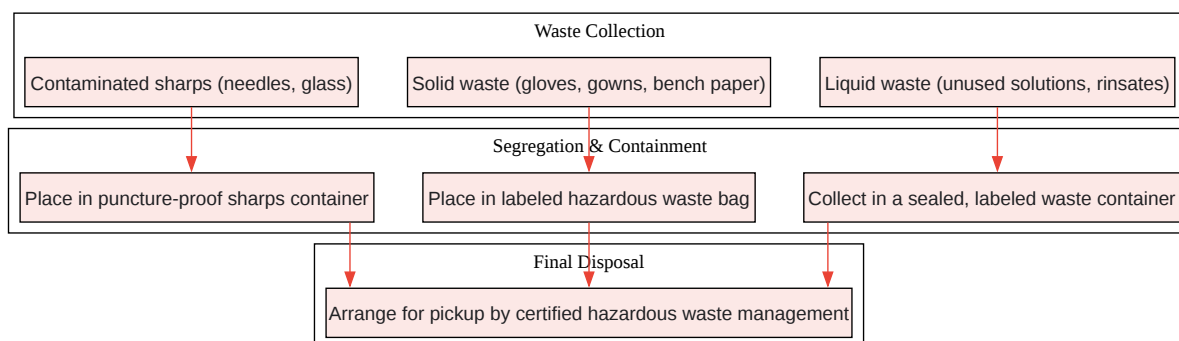 Waste Collection
Contaminated sharps (needles, glass)
Solid waste (gloves, gowns, bench paper)
Liquid waste (unused solutions, rinsates)
Segregation & Containment
Place in puncture-proof sharps container
Place in labeled hazardous waste bag
Collect in a sealed, labeled waste container
Final Disposal
Arrange for pickup by certified hazardous waste management